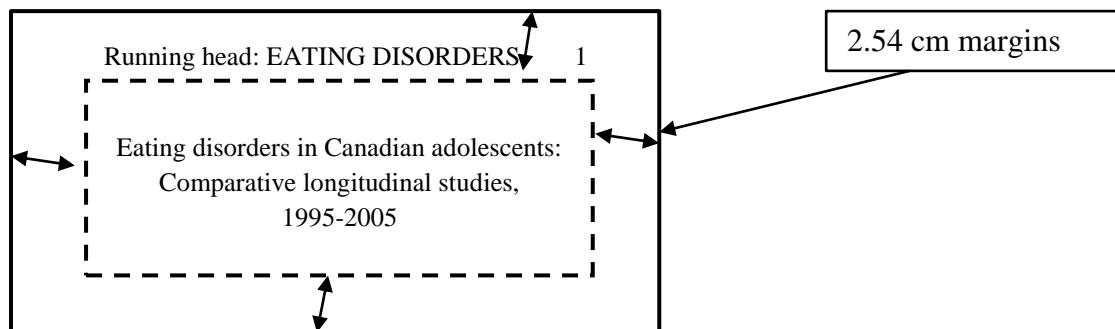 2.54 cm margins
Running head: EATING DISORDERS 1
Eating disorders in Canadian adolescents:
Comparative longitudinal studies,
1995-2005